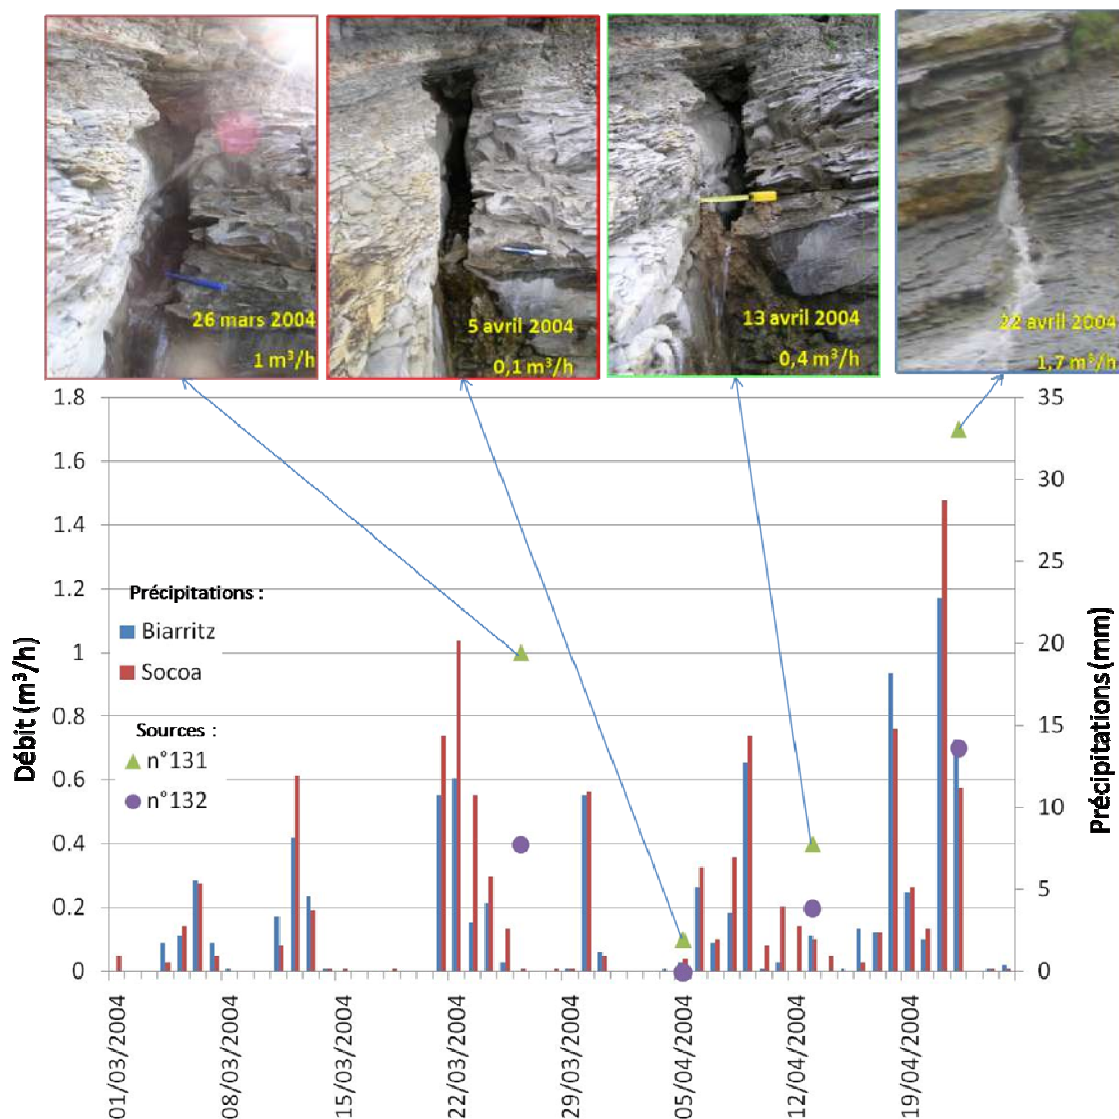 26 mars 2004
1 m³/h
5 avril 2004
0,1 m³/h
13 avril 2004
0,4 m³/h
22 avril 2004
1,7 m³/h
1.8
1.6
1.4
1.2
1
0.8
0.6
0.4
0.2
0
Débit (m³/h)
Précipitations :
Biarritz
Socoa
Sources :
n°131
n°132
35
30
25
20
15
10
5
0
Précipitations (mm)
01/03/2004
08/03/2004
15/03/2004
22/03/2004
29/03/2004
05/04/2004
12/04/2004
19/04/2004